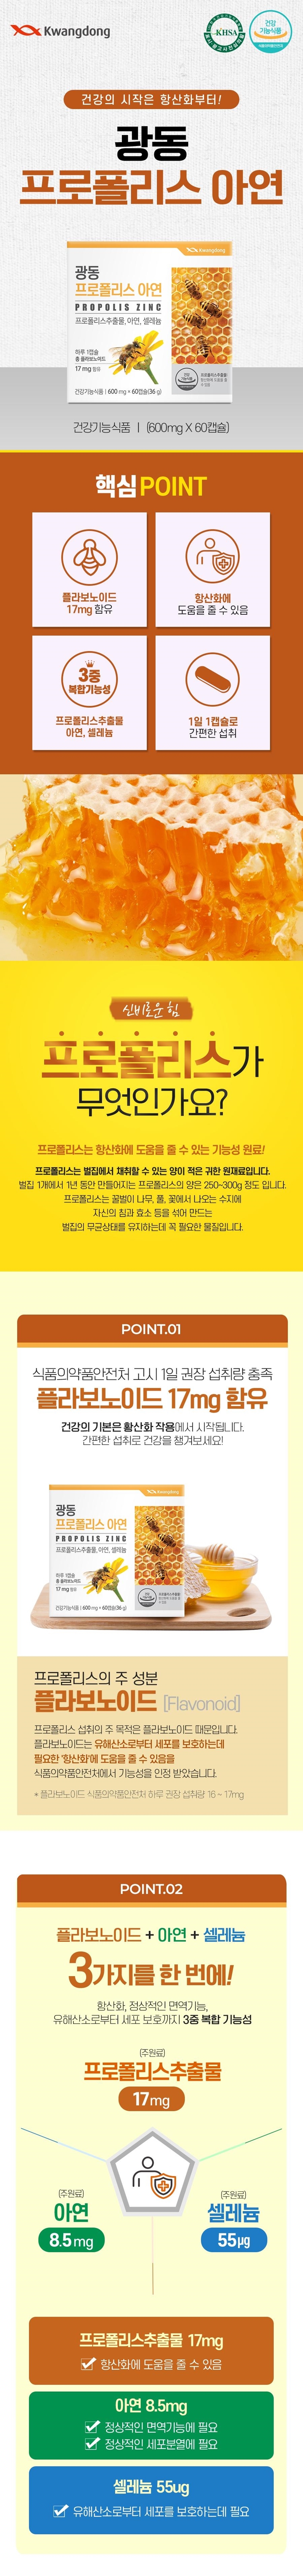 Kwangdong
KHSA
건강
기능식품
식품의약품안전처
건강의 시작은 항산화부터!
광동
프로폴리스 아연
Kwangdong
광동
프로폴리스 아연
PROPOLIS ZINC
프로폴리스추출물, 아연, 셀레늄
하루 1캡슐
총 플라보노이드
17 mg 함유
건강기능식품 | 600 mg × 60캡슐(36 g)
건강기능식품 | (600mg X 60캡슐)
핵심 POINT
플라보노이드
17mg 함유
항산화에
도움을 줄 수 있음
3중
복합기능성
프로폴리스추출물
아연, 셀레늄
1일 1캡슐로
간편한 섭취
신비로운 힘
프로폴리스가
무엇인가요?
프로폴리스는 항산화에 도움을 줄 수 있는 기능성 원료!
프로폴리스는 벌집에서 채취할 수 있는 양이 적은 귀한 원재료입니다.
벌집 1개에서 1년 동안 만들어지는 프로폴리스의 양은 250~300g 정도 입니다.
프로폴리스는 꿀벌이 나무, 풀, 꽃에서 나오는 수지에
자신의 침과 효소 등을 섞어 만드는
벌집의 무균상태를 유지하는데 꼭 필요한 물질입니다.
POINT.01
식품의약품안전처 고시 1일 권장 섭취량 충족
플라보노이드 17mg 함유
건강의 기본은 황산화 작용에서 시작됩니다.
간편한 섭취로 건강을 챙겨보세요!
Kwangdong
광동
프로폴리스 아연
PROPOLIS ZINC
프로폴리스추출물, 아연, 셀레늄
하루 1캡슐
총 플라보노이드
17 mg 함유
건강기능식품 | 600 mg × 60캡슐(36 g)
프로폴리스의 주 성분
플라보노이드 [Flavonoid]
프로폴리스 섭취의 주 목적은 플라보노이드 때문입니다.
플라보노이드는 유해산소로부터 세포를 보호하는데
필요한 '항산화'에 도움을 줄 수 있음을
식품의약품안전처에서 기능성을 인정 받았습니다.
* 플라보노이드 식품의약품안전처 하루 권장 섭취량 16 ~ 17mg
POINT.02
플라보노이드 + 아연 + 셀레늄
3가지를 한 번에!
항산화, 정상적인 면역기능,
유해산소로부터 세포 보호까지 3중 복합 기능성
(주원료)
프로폴리스추출물
17mg
(주원료)
아연
8.5mg
(주원료)
셀레늄
55μg
프로폴리스추출물 17mg
항산화에 도움을 줄 수 있음
아연 8.5mg
정상적인 면역기능에 필요
정상적인 세포분열에 필요
셀레늄 55ug
유해산소로부터 세포를 보호하는데 필요